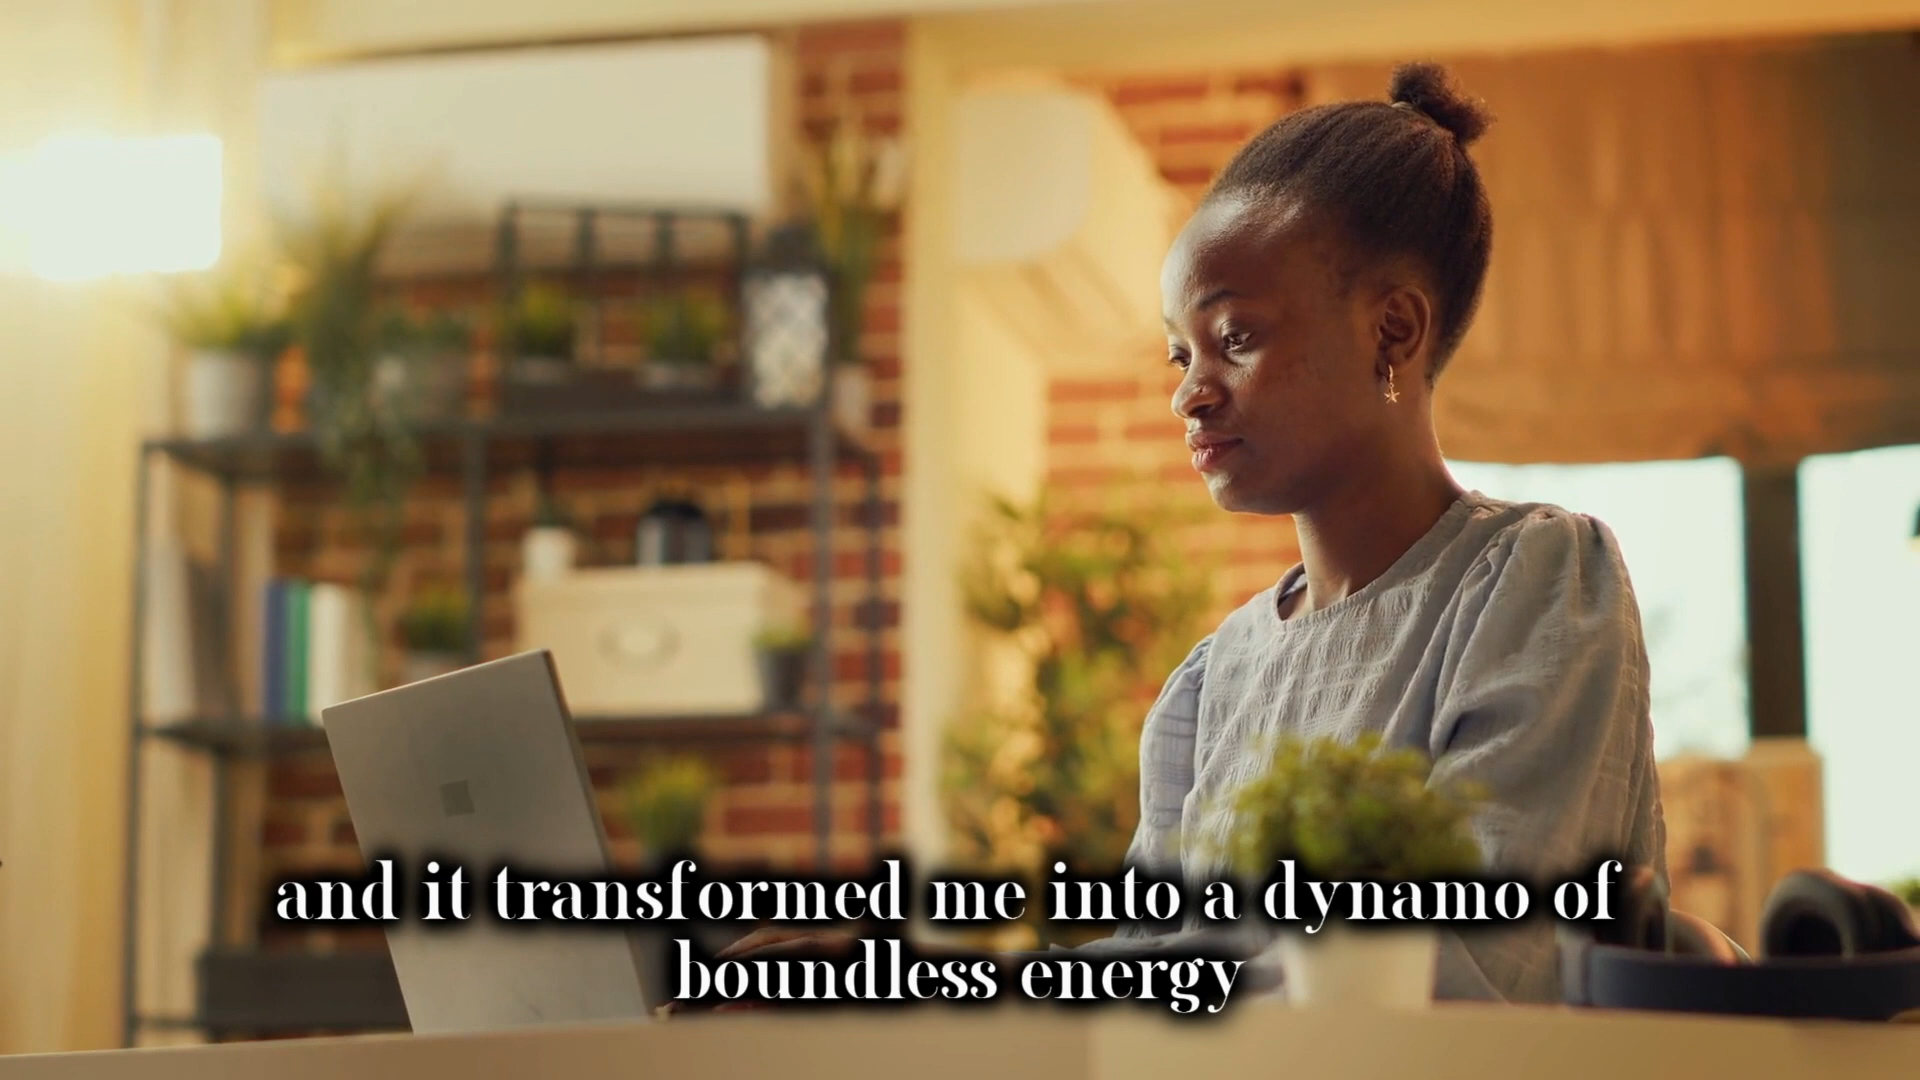 and it transformed me into a dynamo of
boundless energy